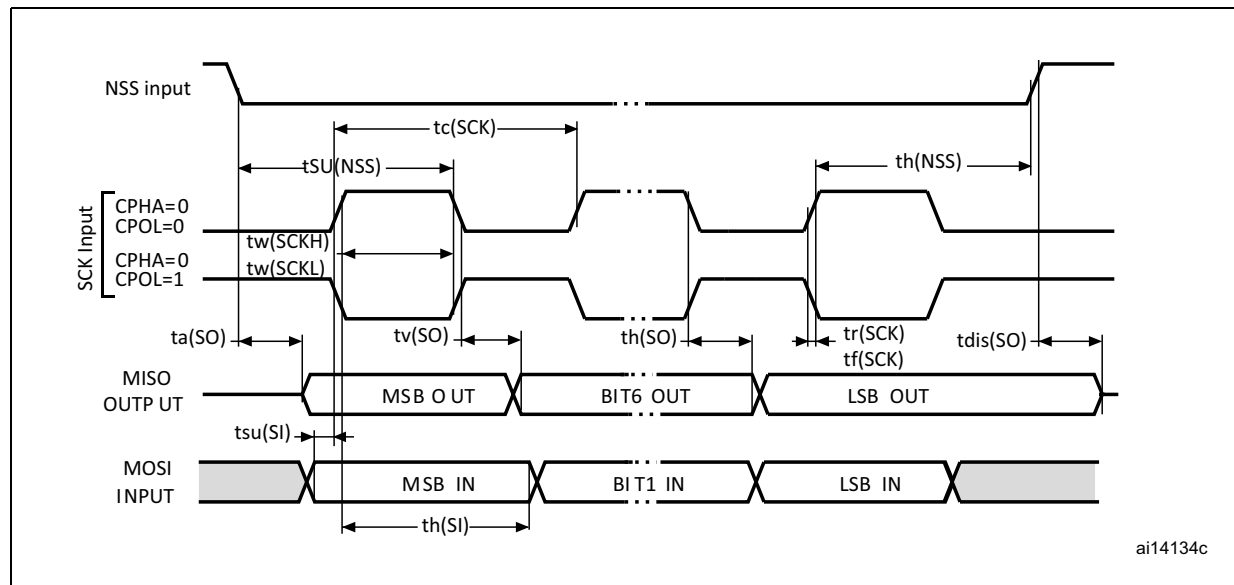 NSS input
tc(SCK)
tSU(NSS)
th(NSS)
SCK Input
CPHA=0
CPOL=0
tw(SCKH)
CPHA=0
tw(SCKL)
CPOL=1
ta(SO)
tv(SO)
th(SO)
tr(SCK)
tf(SCK)
tdis(SO)
MISO
OUTP UT
MSB O UT
BIT6 OUT
LSB OUT
tsu(SI)
MOSI
INPUT
MSB IN
BIT1 IN
LSB IN
th(SI)
ai14134c